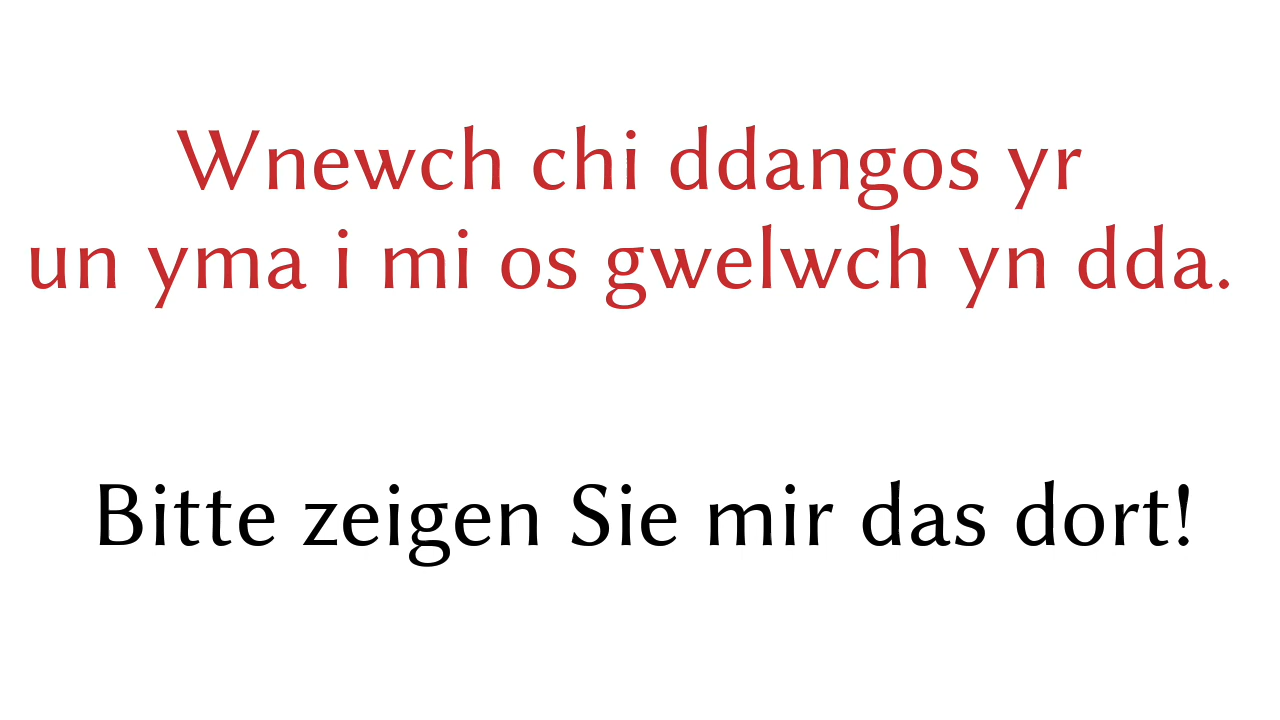 Wnewch chi ddangos yr
un yma i mi os gwelwch yn dda.
Bitte zeigen Sie mir das dort!